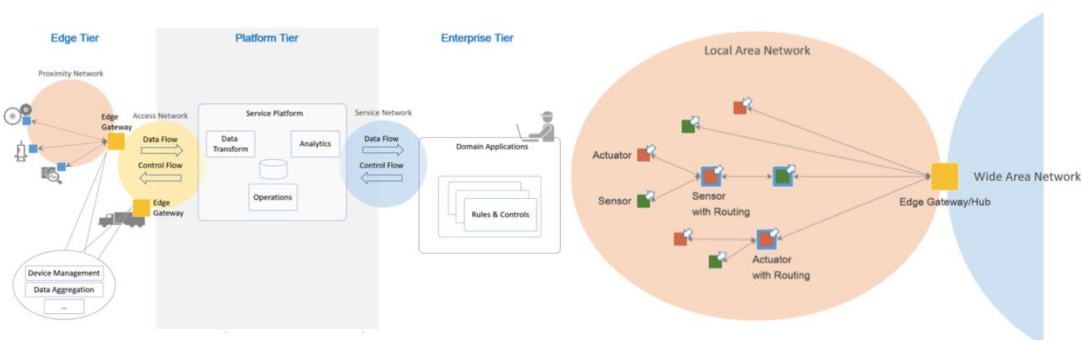 Edge Tier
Platform Tier
Enterprise Tier
Proximity Network
Edge
Gateway
Access Network
Data Flow
Control Flow
Edge
Gateway
Service Platform
Data
Transform
Analytics
Operations
Service Network
Data Flow
Control Flow
Domain Applications
Rules & Controls
Device Management
Data Aggregation
...
Local Area Network
Actuator
Sensor
Sensor
with Routing
Actuator
with Routing
Edge Gateway/Hub
Wide Area Network